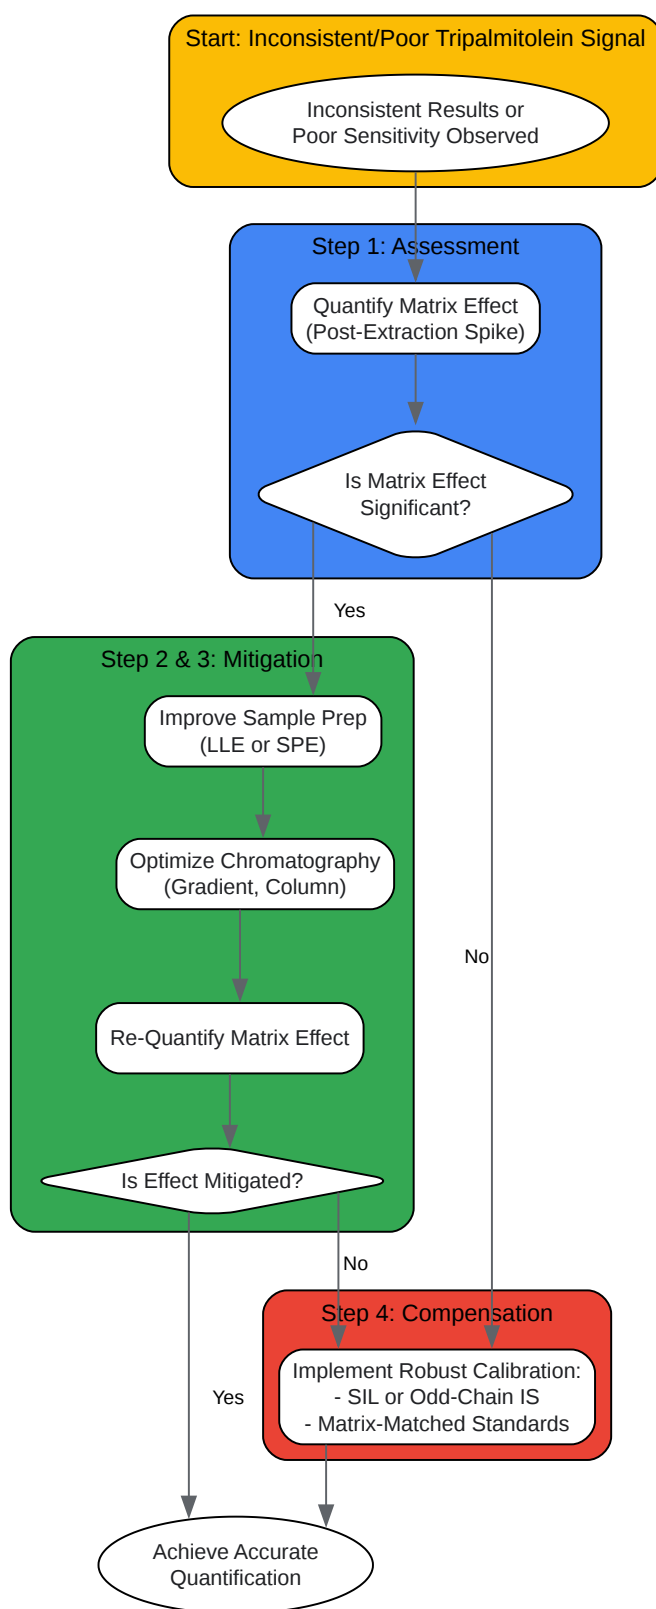 Start: Inconsistent/Poor Tripalmitolein Signal
Inconsistent Results or
Poor Sensitivity Observed
Step 1: Assessment
Quantify Matrix Effect
(Post-Extraction Spike)
Is Matrix Effect
Significant?
Yes
Step 2 & 3: Mitigation
Improve Sample Prep
(LLE or SPE)
Optimize Chromatography
(Gradient, Column)
No
Re-Quantify Matrix Effect
Is Effect Mitigated?
No
Step 4: Compensation
Implement Robust Calibration:
- SIL or Odd-Chain IS
- Matrix-Matched Standards
Yes
Achieve Accurate
Quantification